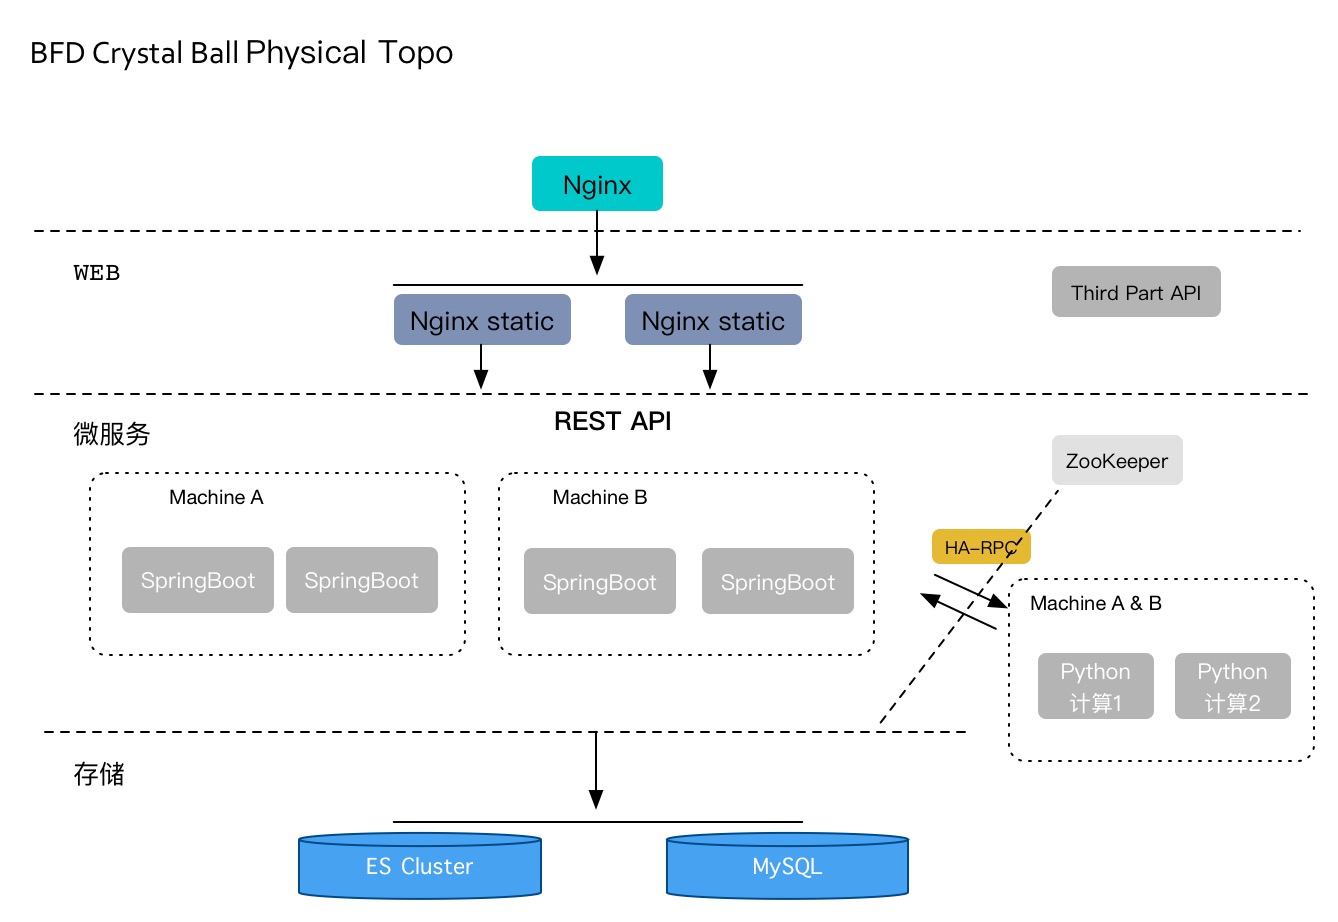 BFD Crystal Ball Physical Topo
Nginx
WEB
Third Part API
Nginx static
Nginx static
REST API
微服务
ZooKeeper
Machine A
Machine B
HA-RPC
SpringBoot
SpringBoot
SpringBoot
SpringBoot
Machine A & B
Python
计算1
Python
计算2
存储
ES Cluster
MySQL